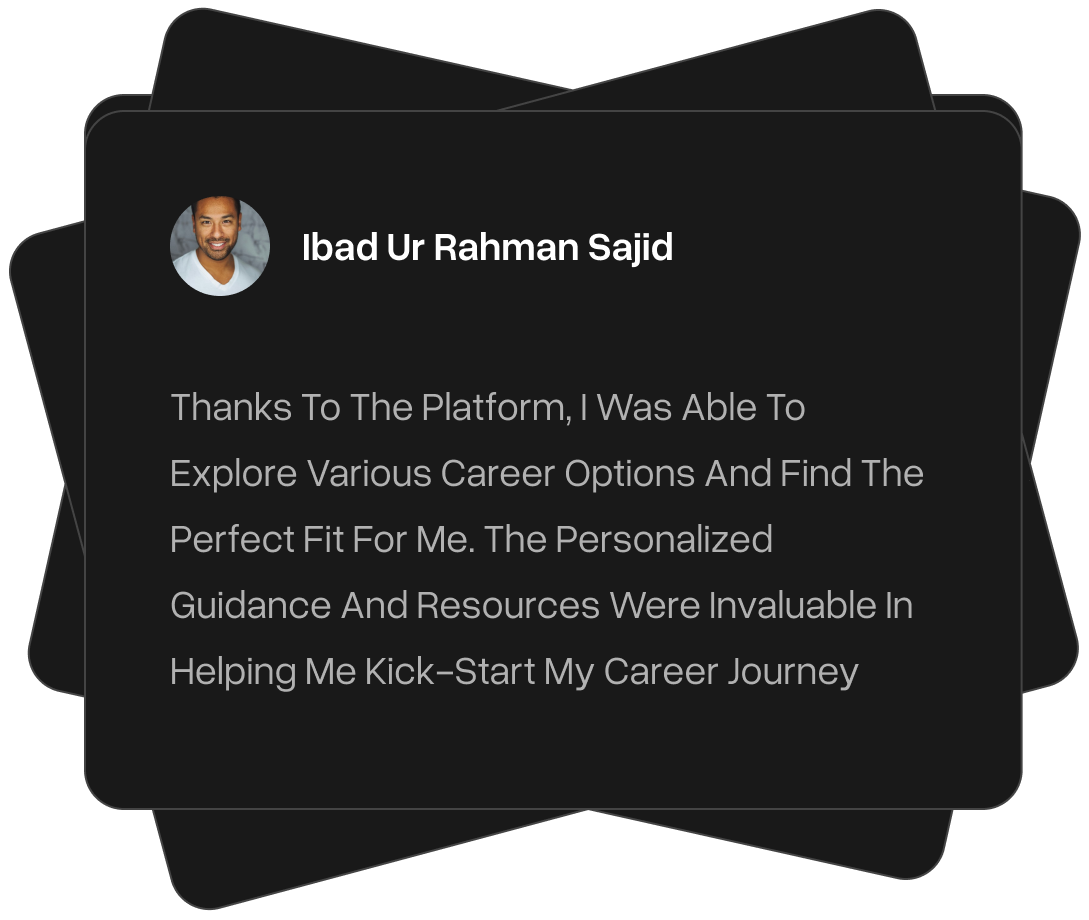 Ibad Ur Rahman Sajid
Thanks To The Platform, I Was Able To
Explore Various Career Options And Find The
Perfect Fit For Me. The Personalized
Guidance And Resources Were Invaluable In
Helping Me Kick-Start My Career Journey